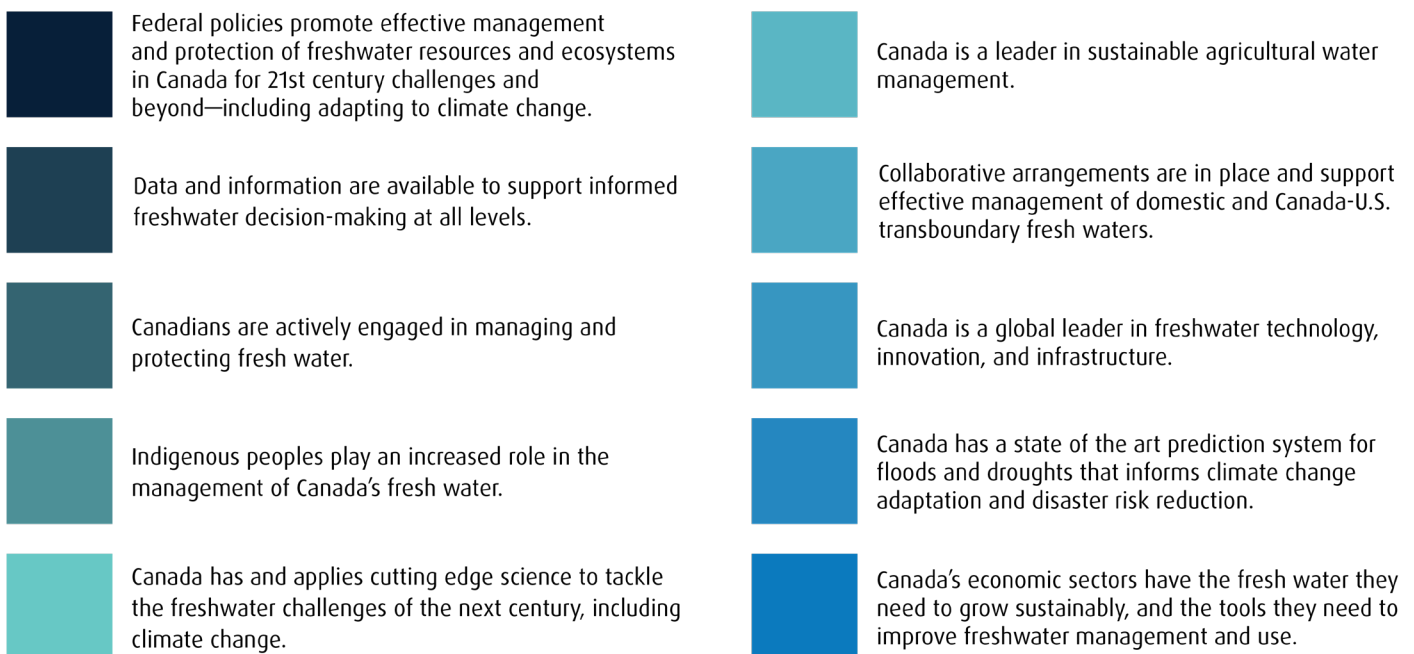 Federal policies promote effective management
and protection of freshwater resources and ecosystems
in Canada for 21st century challenges and
beyond—including adapting to climate change.
Data and information are available to support informed
freshwater decision-making at all levels.
Canadians are actively engaged in managing and
protecting fresh water.
Indigenous peoples play an increased role in the
management of Canada’s fresh water.
Canada has and applies cutting edge science to tackle
the freshwater challenges of the next century, including
climate change.
Canada is a leader in sustainable agricultural water
management.
Collaborative arrangements are in place and support
effective management of domestic and Canada-U.S.
transboundary fresh waters.
Canada is a global leader in freshwater technology,
innovation, and infrastructure.
Canada has a state of the art prediction system for
floods and droughts that informs climate change
adaptation and disaster risk reduction.
Canada’s economic sectors have the fresh water they
need to grow sustainably, and the tools they need to
improve freshwater management and use.